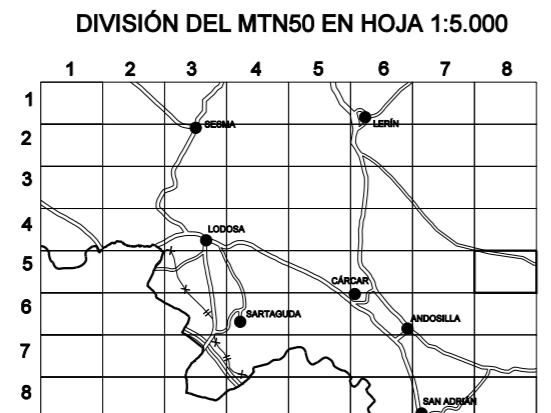 DIVISIÓN DEL MTN50 EN HOJA 1:5.000
1 2 3 4 5 6 7 8
1
LERÍN
SESMA
2
3
4
LODOSA
5
CÁRCAR
6
SARTAGUDA
ANDOSILLA
7
8
SAN ADRIÁN